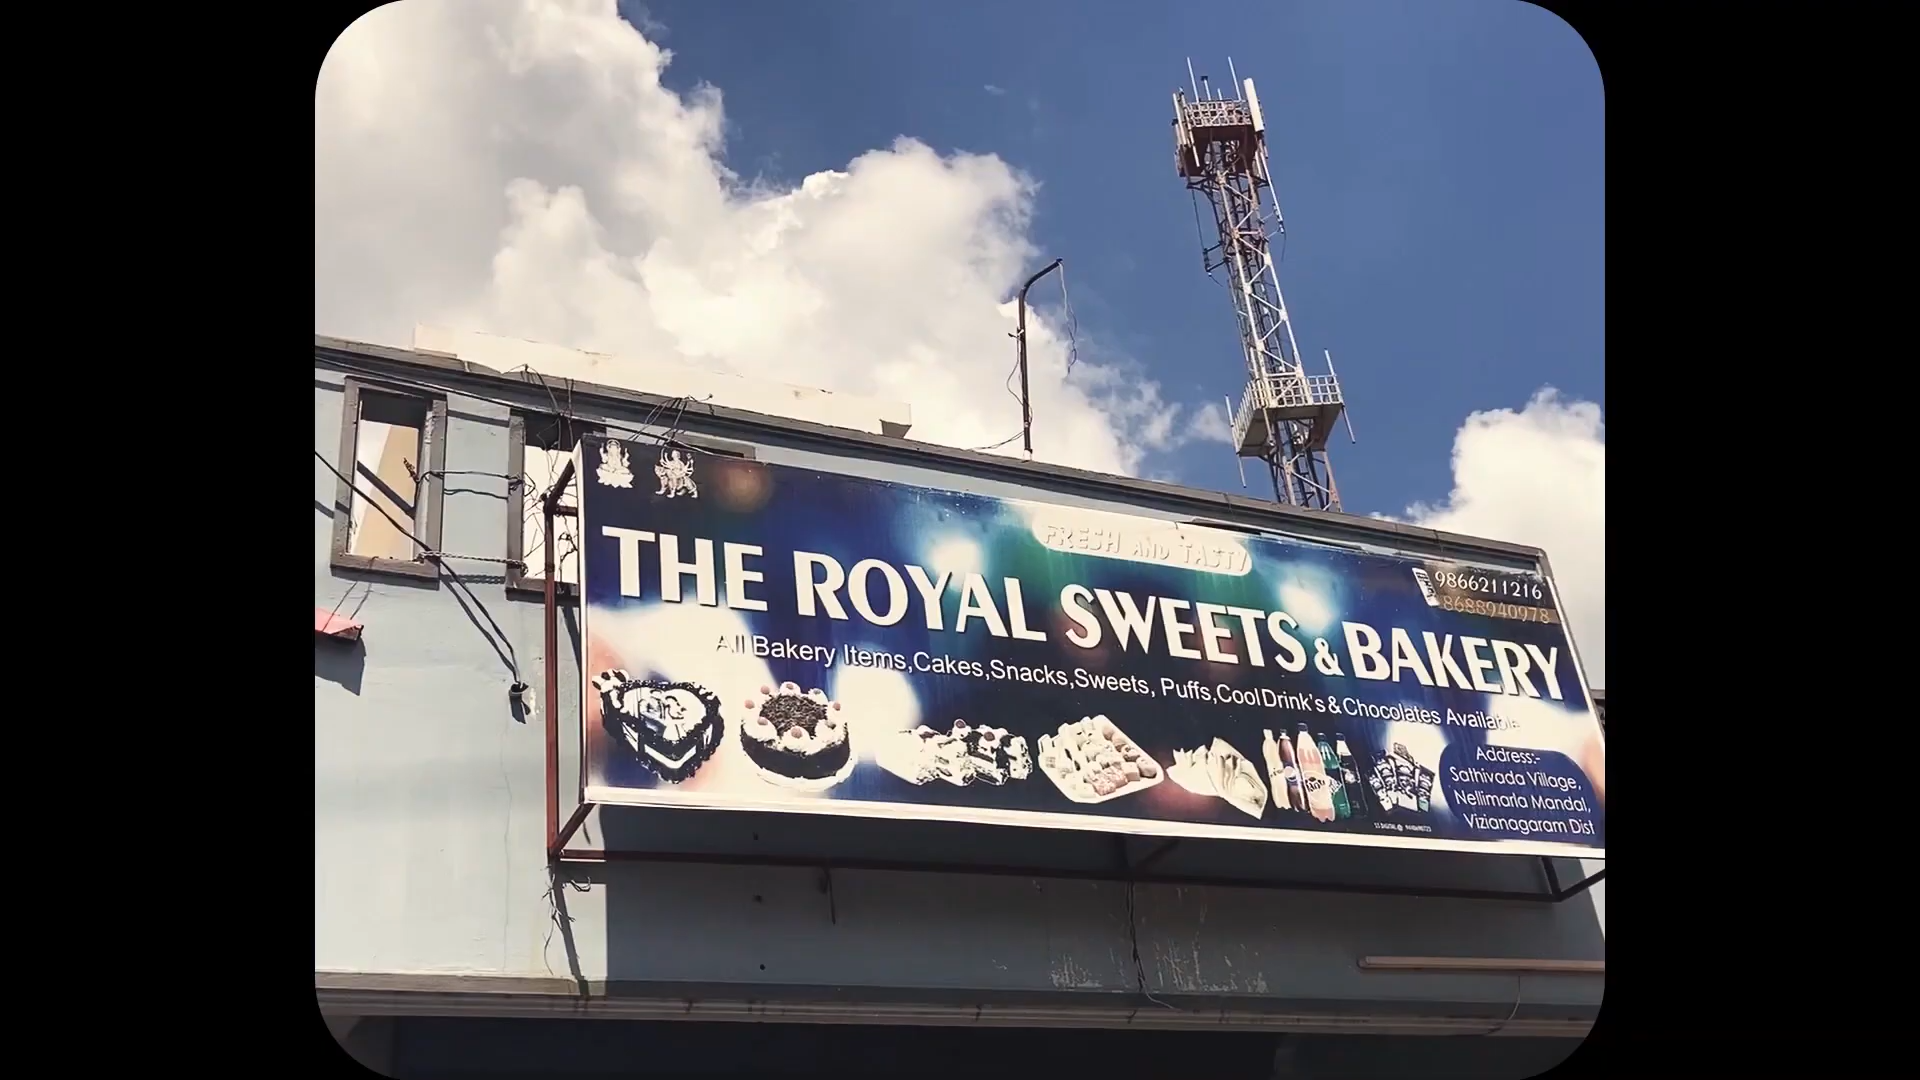 FRESH AND TASTY
9866211216
8688940978
THE ROYAL SWEETS & BAKERY
All Bakery Items,Cakes,Snacks,Sweets, Puffs,Cool Drink's & Chocolates Available
Address:-
Sathivada Village,
Nellimarla Mandal,
Vizianagaram Dist